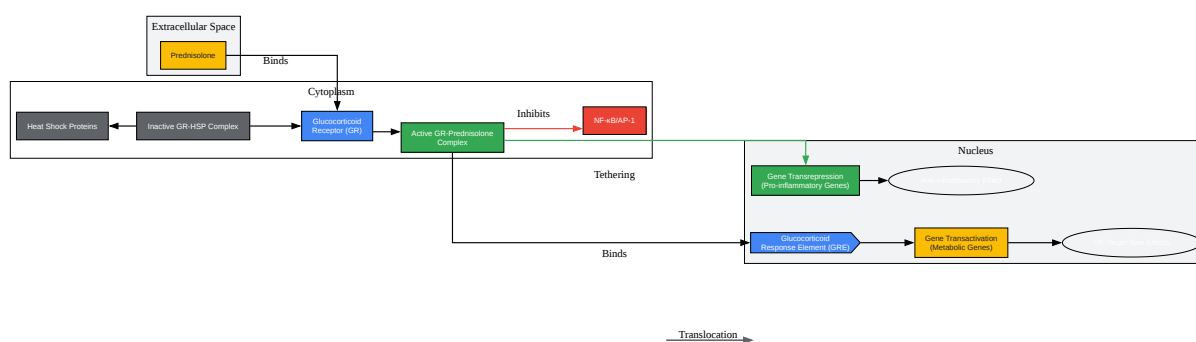 Extracellular Space
Prednisolone
Binds
Cytoplasm
Heat Shock Proteins
Inactive GR-HSP Complex
Glucocorticoid
Receptor (GR)
Active GR-Prednisolone
Complex
Inhibits
NF-κB/AP-1
Tethering
Nucleus
Gene Transrepression
(Pro-inflammatory Genes)
Binds
Glucocorticoid
Response Element (GRE)
Gene Transactivation
(Metabolic Genes)
Translocation